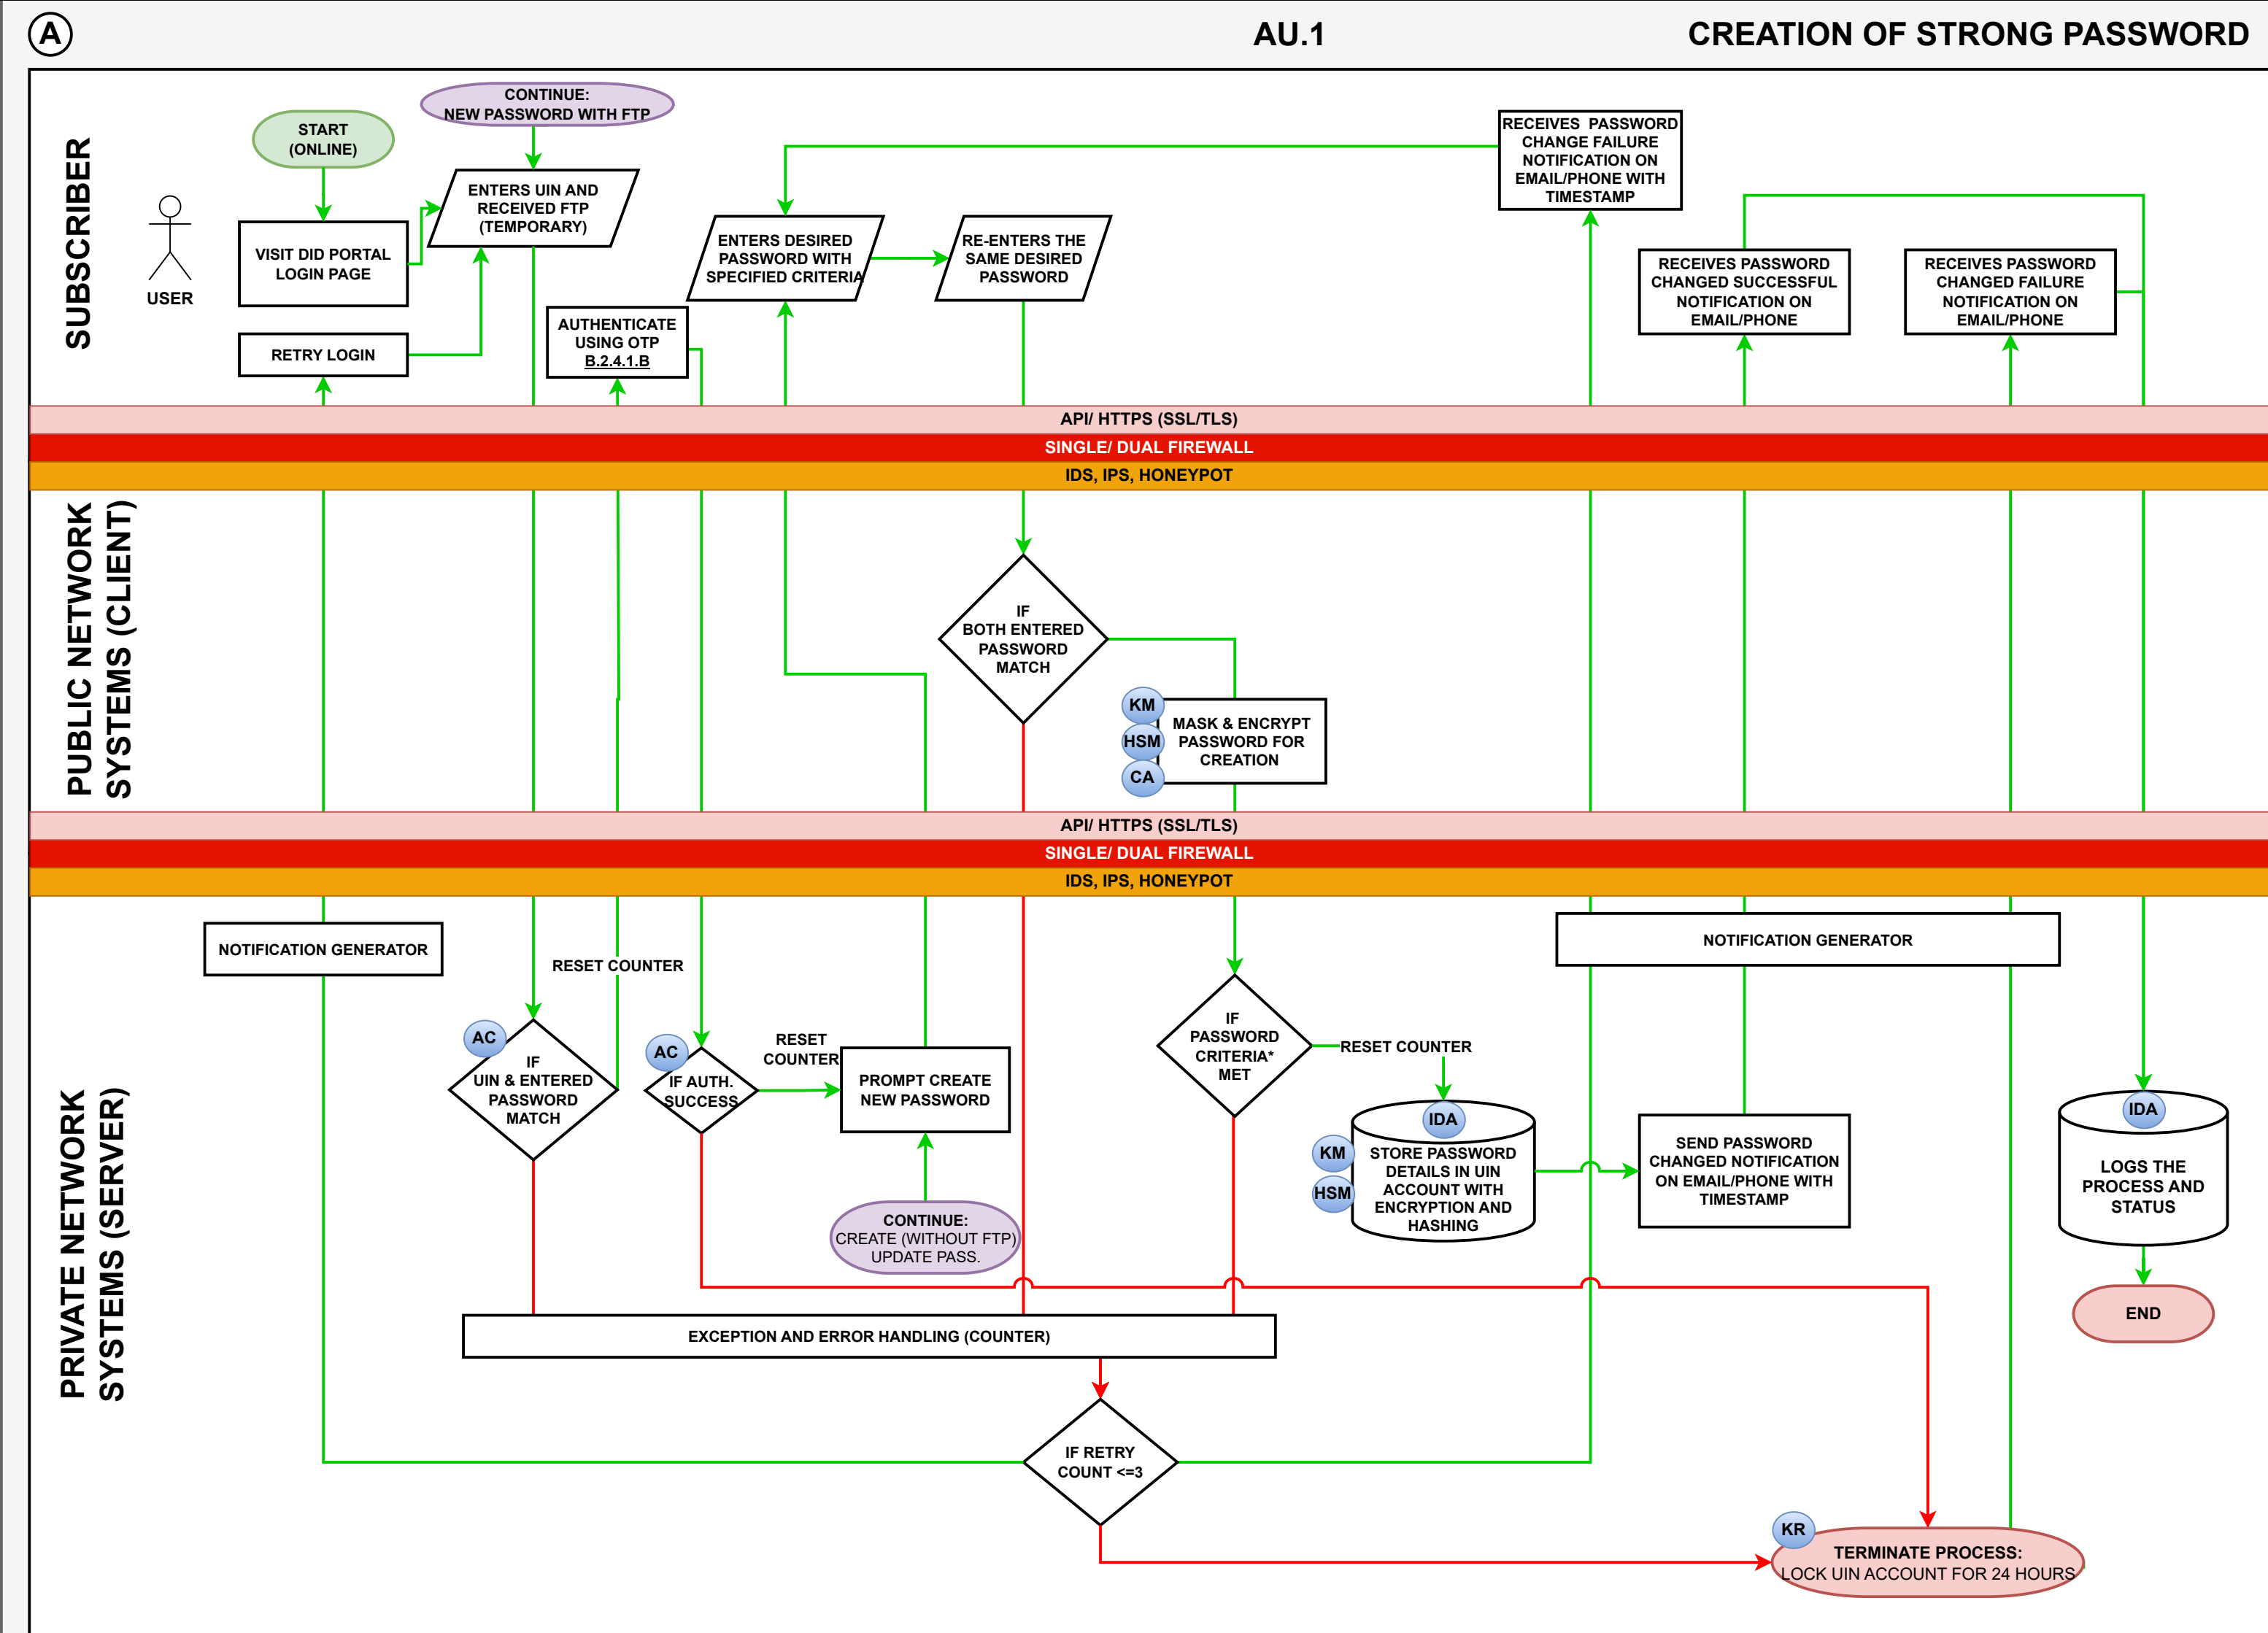 A
AU.1
CREATION OF STRONG PASSWORD
SUBSCRIBER
START
(ONLINE)
CONTINUE:
NEW PASSWORD WITH FTP
USER
VISIT DID PORTAL
LOGIN PAGE
RETRY LOGIN
ENTERS UIN AND
RECEIVED FTP
(TEMPORARY)
AUTHENTICATE
USING OTP
B.2.4.1.B
ENTERS DESIRED
PASSWORD WITH
SPECIFIED CRITERIA
RE-ENTERS THE
SAME DESIRED
PASSWORD
RECEIVES PASSWORD
CHANGE FAILURE
NOTIFICATION ON
EMAIL/PHONE WITH
TIMESTAMP
RECEIVES PASSWORD
CHANGED SUCCESSFUL
NOTIFICATION ON
EMAIL/PHONE
RECEIVES PASSWORD
CHANGED FAILURE
NOTIFICATION ON
EMAIL/PHONE
API/ HTTPS (SSL/TLS)
SINGLE/ DUAL FIREWALL
IDS, IPS, HONEYPOT
PUBLIC NETWORK
SYSTEMS (CLIENT)
IF
BOTH ENTERED
PASSWORD
MATCH
KM
HSM
CA
MASK & ENCRYPT
PASSWORD FOR
CREATION
API/ HTTPS (SSL/TLS)
SINGLE/ DUAL FIREWALL
IDS, IPS, HONEYPOT
PRIVATE NETWORK
SYSTEMS (SERVER)
NOTIFICATION GENERATOR
RESET COUNTER
AC
IF
UIN & ENTERED
PASSWORD
MATCH
AC
IF AUTH.
SUCCESS
RESET
COUNTER
PROMPT CREATE
NEW PASSWORD
CONTINUE:
CREATE (WITHOUT FTP)
UPDATE PASS.
IF
PASSWORD
CRITERIA*
MET
RESET COUNTER
IDA
KM
HSM
STORE PASSWORD
DETAILS IN UIN
ACCOUNT WITH
ENCRYPTION AND
HASHING
NOTIFICATION GENERATOR
SEND PASSWORD
CHANGED NOTIFICATION
ON EMAIL/PHONE WITH
TIMESTAMP
IDA
LOGS THE
PROCESS AND
STATUS
END
EXCEPTION AND ERROR HANDLING (COUNTER)
IF RETRY
COUNT <=3
KR
TERMINATE PROCESS:
LOCK UIN ACCOUNT FOR 24 HOURS